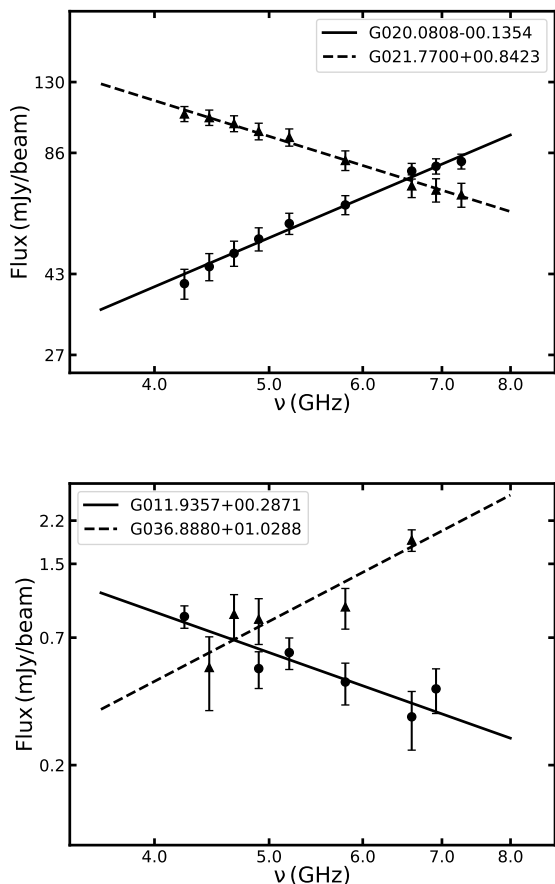 G020.0808-00.1354
G021.7700+00.8423
130
86
43
27
Flux (mJy/beam)
4.0 5.0 6.0 7.0 8.0
ν (GHz)
G011.9357+00.2871
G036.8880+01.0288
2.2
1.5
0.7
0.2
Flux (mJy/beam)
4.0 5.0 6.0 7.0 8.0
ν (GHz)